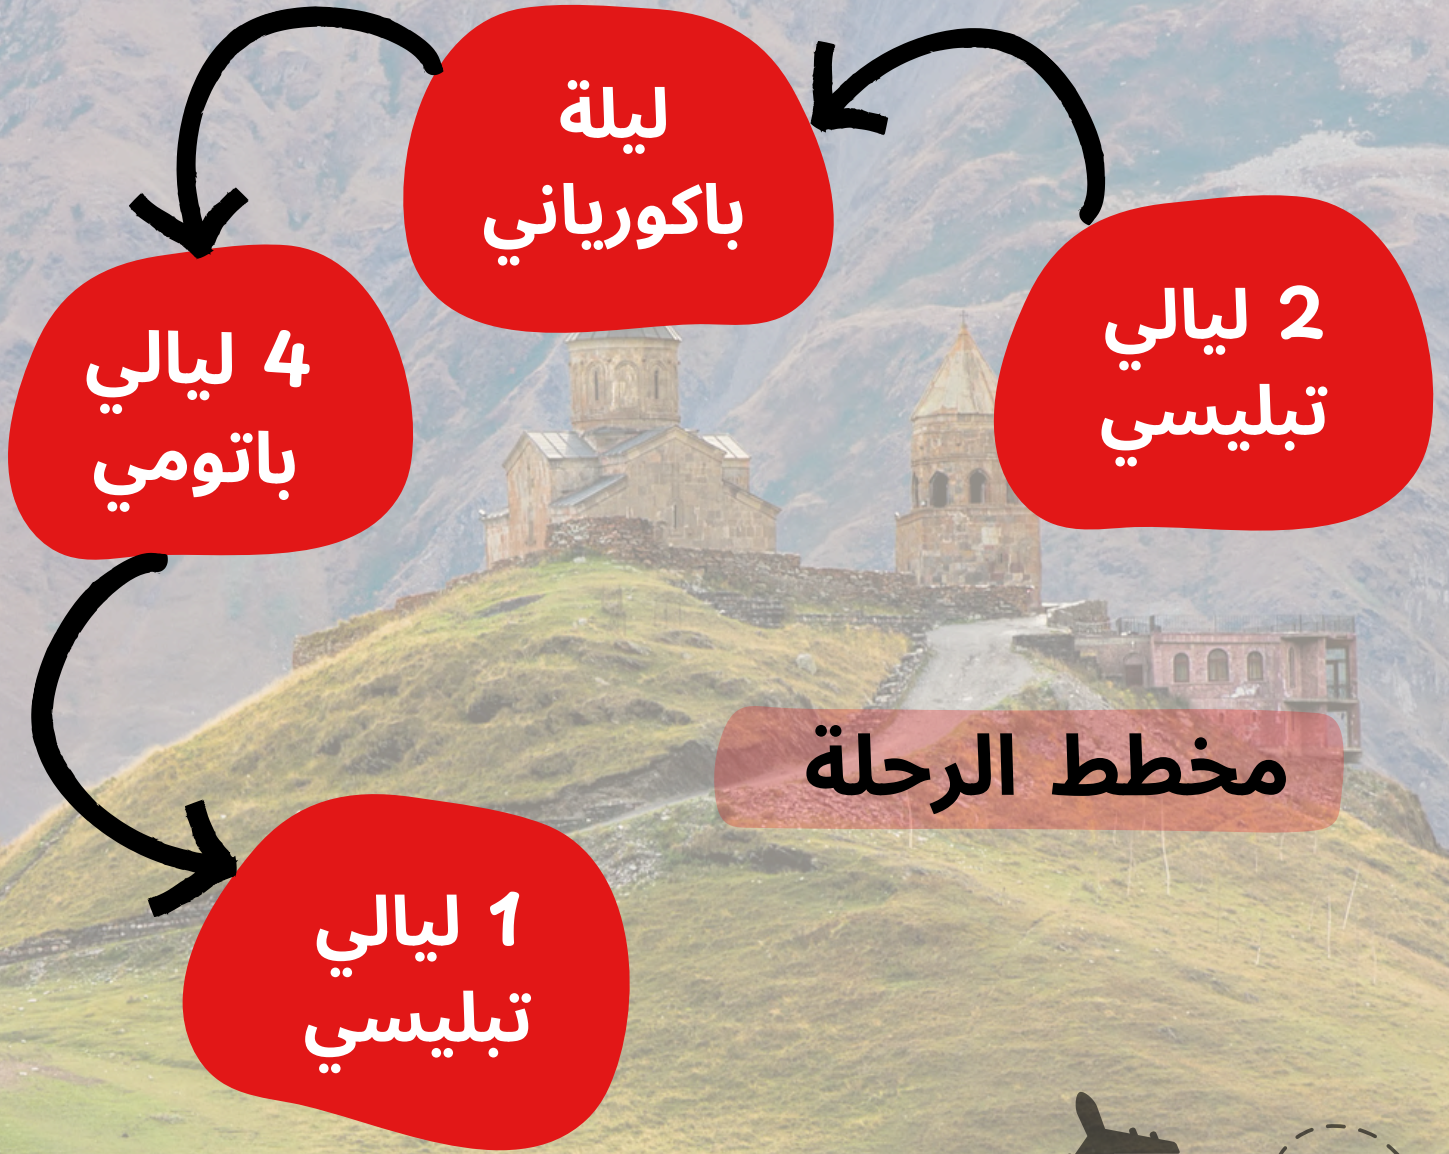 2 ليالي
تبليسي
ليلة
باكورياني
4 ليالي
باتومي
1 ليالي
تبليسي
مخطط الرحلة